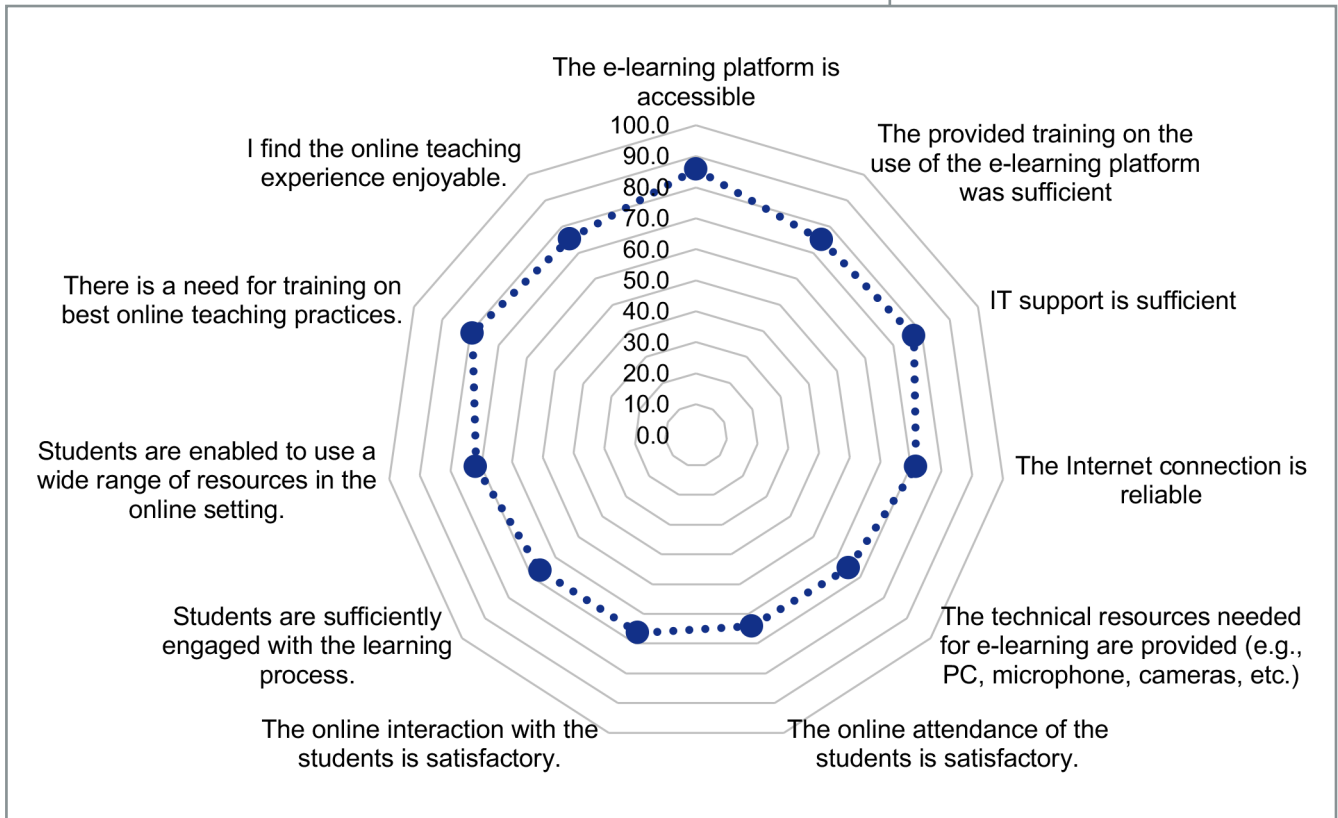 The e-learning platform is
accessible
The provided training on the
use of the e-learning platform
was sufficient
IT support is sufficient
The Internet connection is
reliable
The technical resources needed
for e-learning are provided (e.g.,
PC, microphone, cameras, etc.)
The online attendance of the
students is satisfactory.
The online interaction with the
students is satisfactory.
Students are sufficiently
engaged with the learning
process.
Students are enabled to use a
wide range of resources in the
online setting.
There is a need for training on
best online teaching practices.
I find the online teaching
experience enjoyable.
100.0
90.0
80.0
70.0
60.0
50.0
40.0
30.0
20.0
10.0
0.0